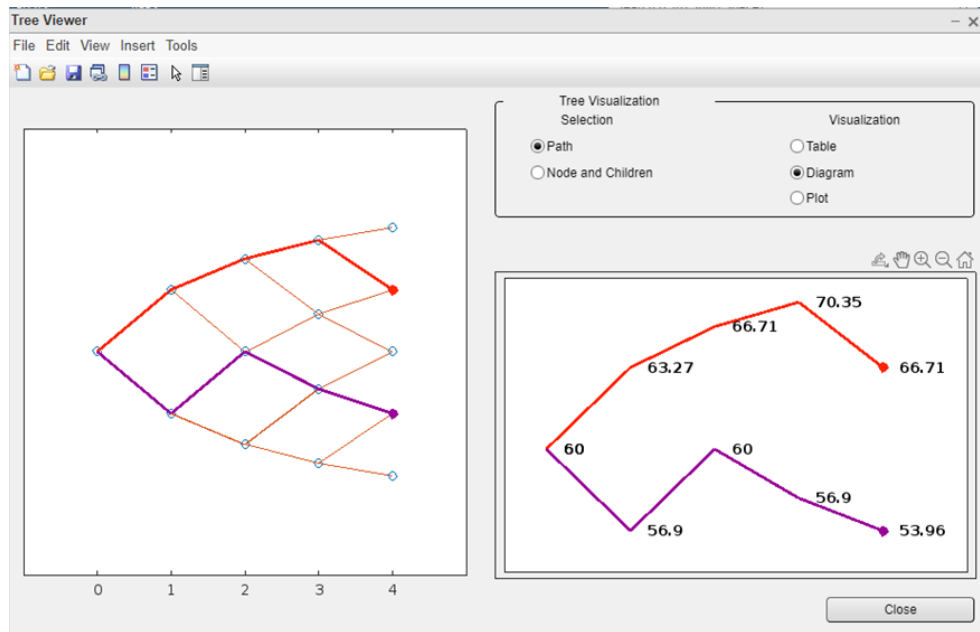 Tree Viewer
File Edit View Insert Tools
Tree Visualization
Selection
Visualization
Path
Table
Node and Children
Diagram
Plot
70.35
66.71
63.27
66.71
60
60
56.9
56.9
53.96
0 1 2 3 4
Close